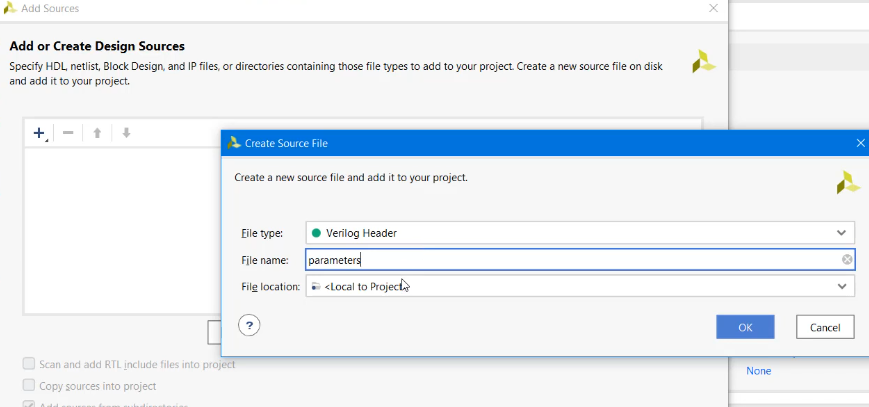 Add Sources
Add or Create Design Sources
Specify HDL, netlist, Block Design, and IP files, or directories containing those file types to add to your project. Create a new source file on disk
and add it to your project.
Create Source File
Create a new source file and add it to your project.
File type: Verilog Header
File name: parameters
File location: <Local to Project>
? OK Cancel
Scan and add RTL include files into project
Copy sources into project
Add sources from subdirectories
None